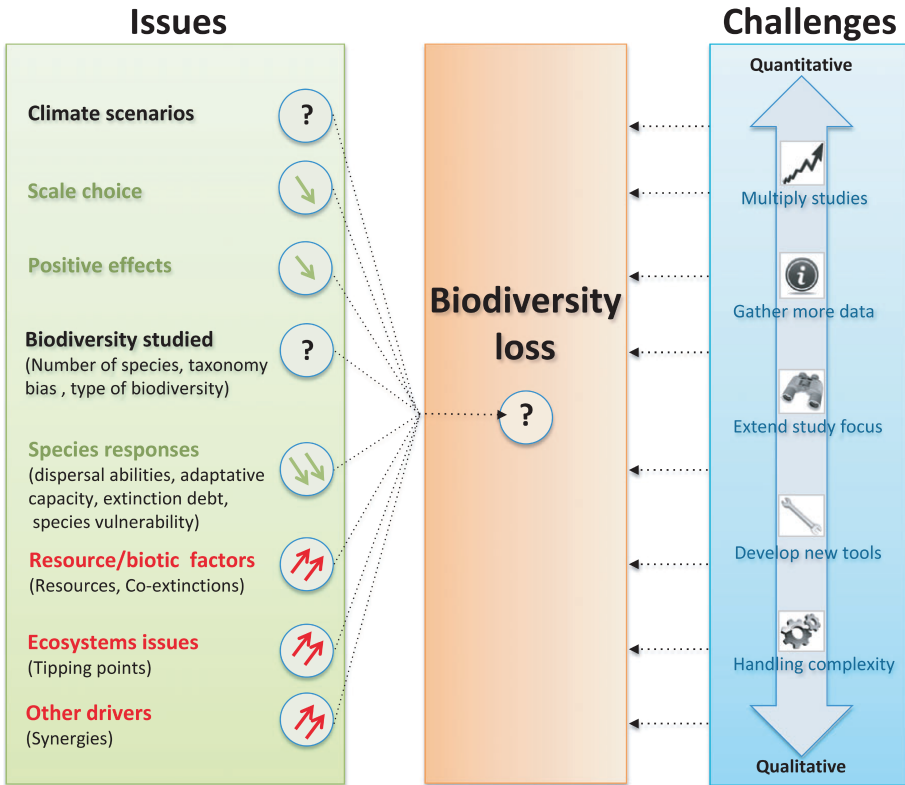 Issues
Climate scenarios
?
Scale choice
Positive effects
Biodiversity studied
(Number of species, taxonomy
bias , type of biodiversity)
?
Species responses
(dispersal abilities, adaptative
capacity, extinction debt,
species vulnerability)
Resource/biotic factors
(Resources, Co-extinctions)
Ecosystems issues
(Tipping points)
Other drivers
(Synergies)
Biodiversity
loss
?
Challenges
Quantitative
Multiply studies
i
Gather more data
Extend study focus
Develop new tools
Handling complexity
Qualitative